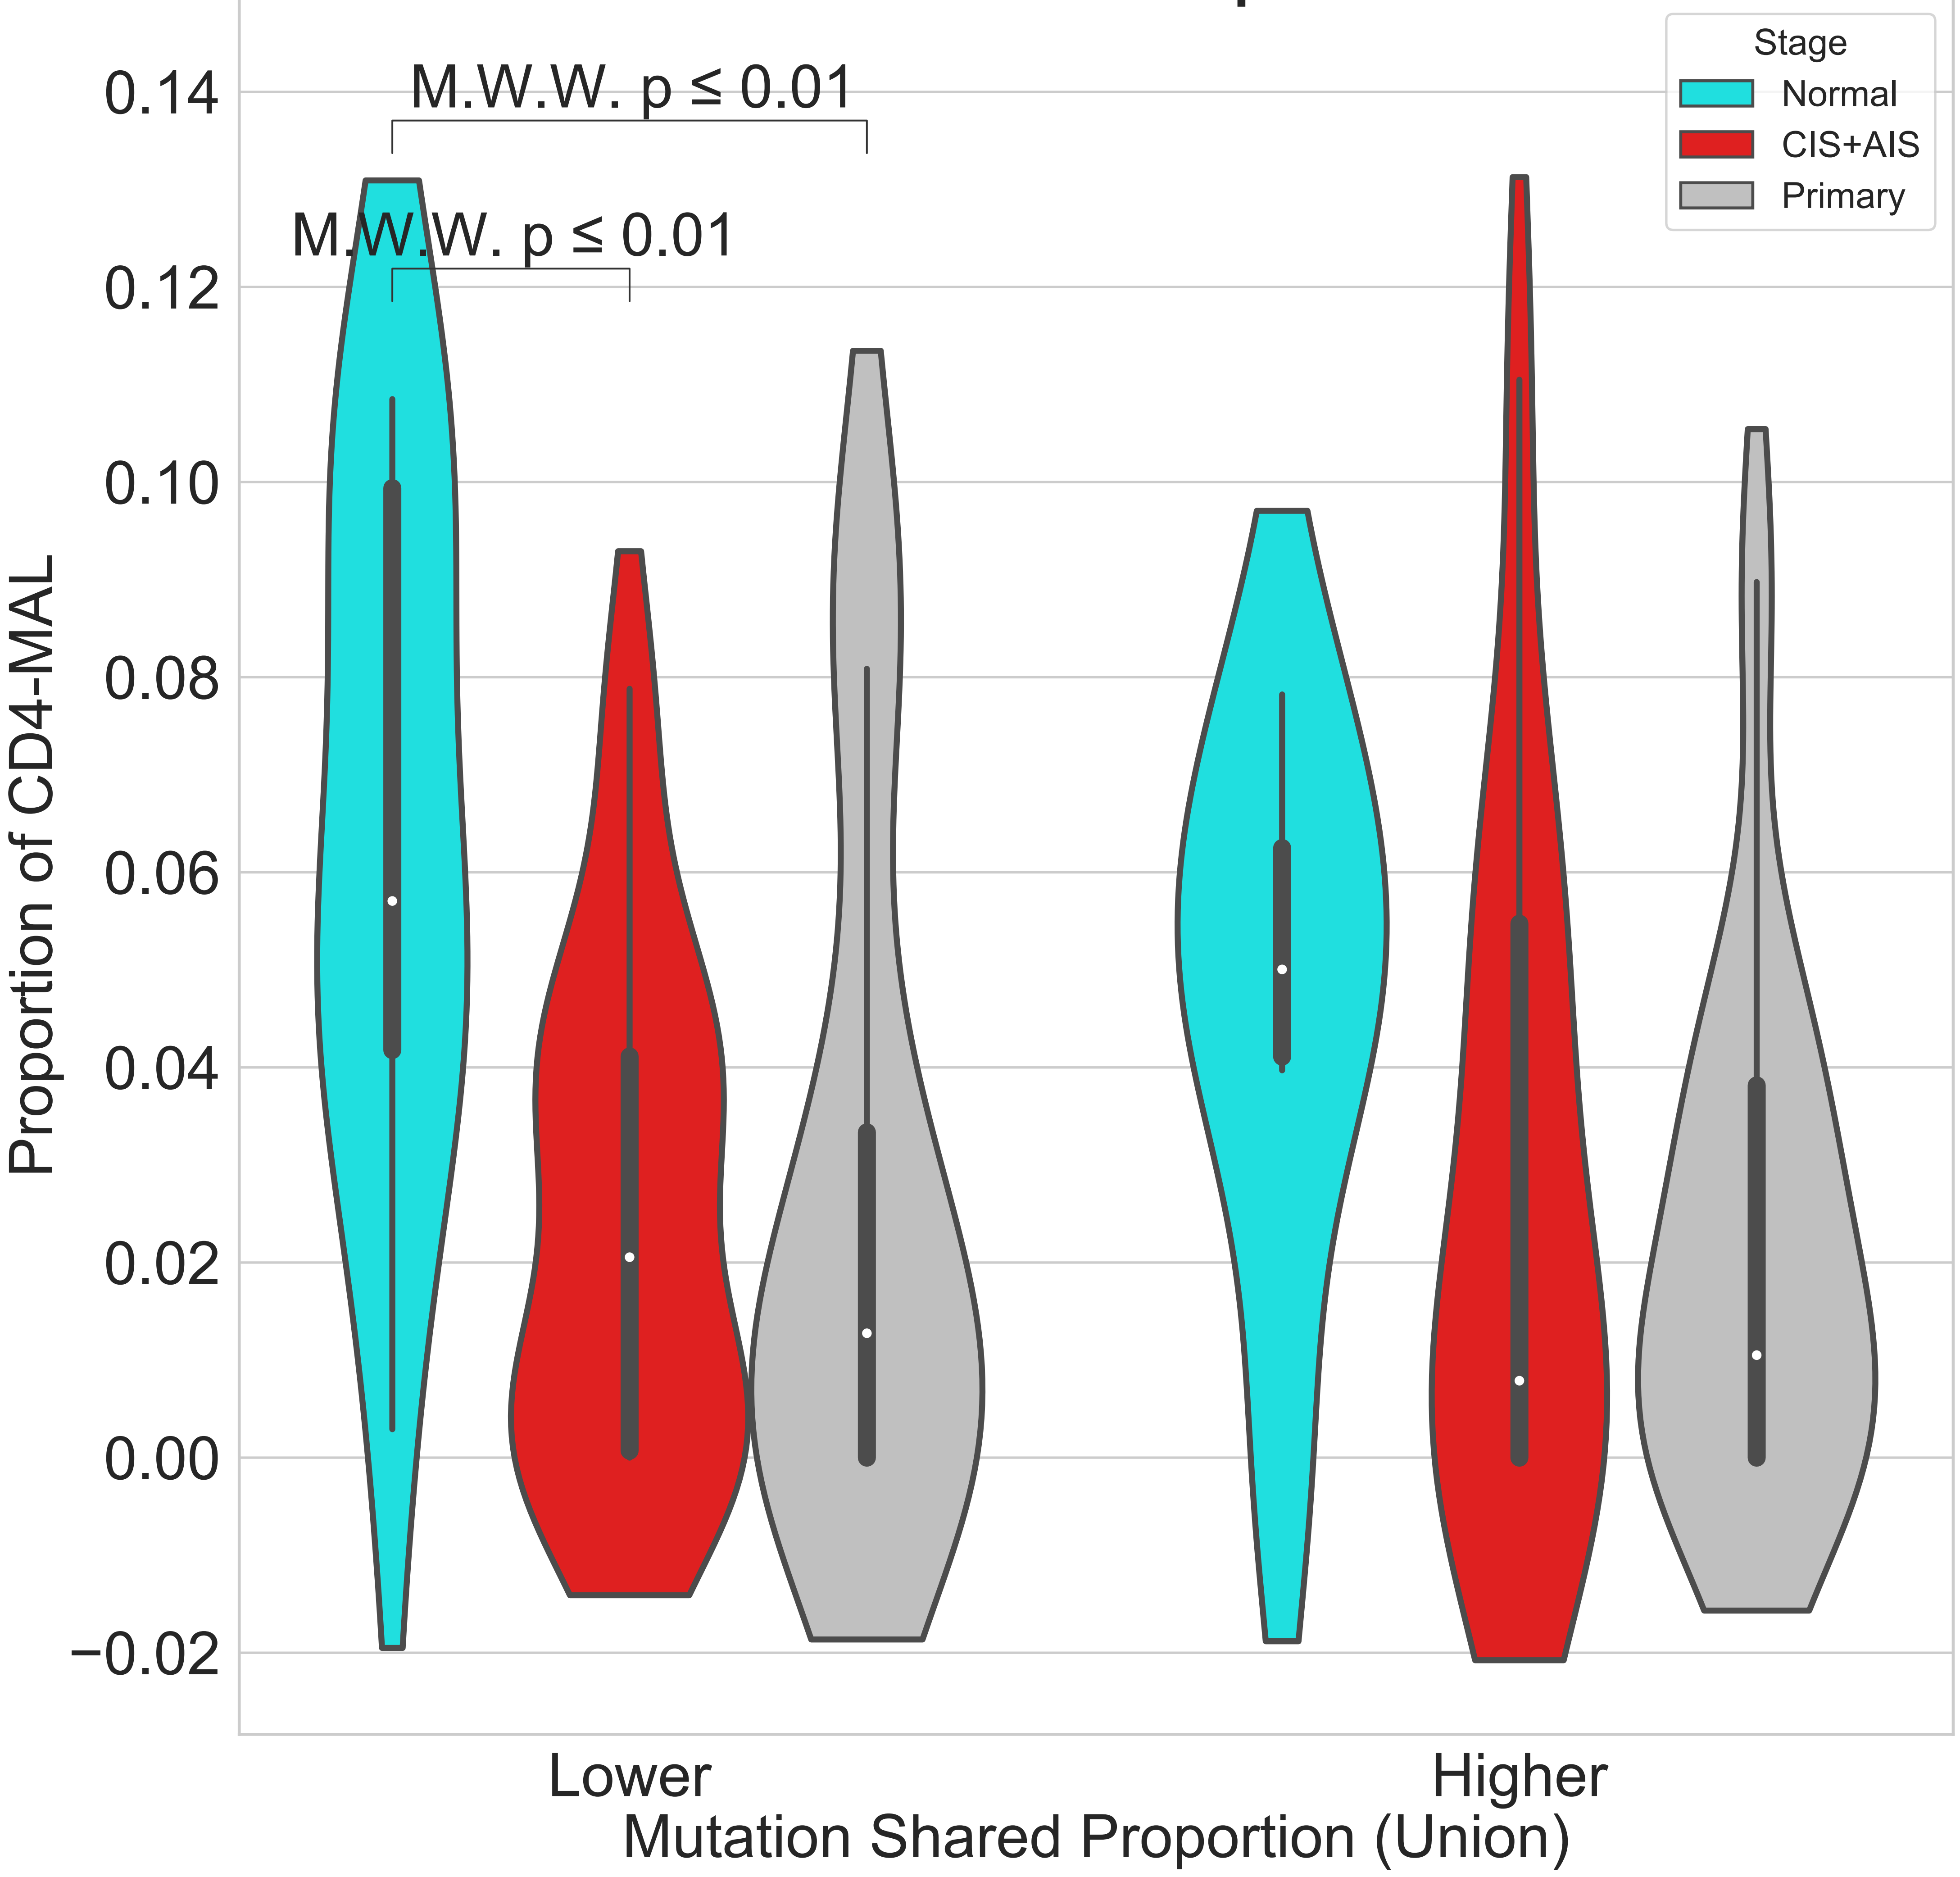 M.W.W. p ≤ 0.01
M.W.W. p ≤ 0.01
Stage
Normal
CIS+AIS
Primary
0.14
0.12
0.10
0.08
0.06
0.04
0.02
0.00
−0.02
Proportion of CD4-MAL
Lower
Higher
Mutation Shared Proportion (Union)